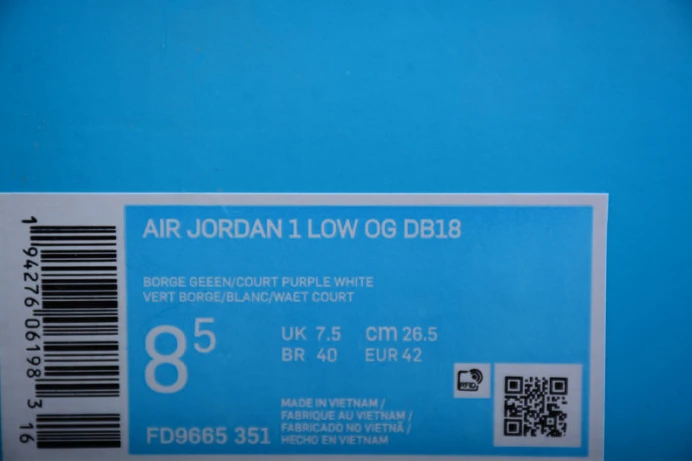 AIR JORDAN 1 LOW OG DB18
BORGE GEEEN/COURT PURPLE WHITE
VERT BORGE/BLANC/WAET COURT
8 5
UK 7.5 cm 26.5
BR 40 EUR 42
FD9665 351
MADE IN VIETNAM /
FABRIQUE AU VIETNAM /
FABRICADO NO VIETNÃ /
HECHO EN VIETNAM
RFID
1 94276 06198 3 16